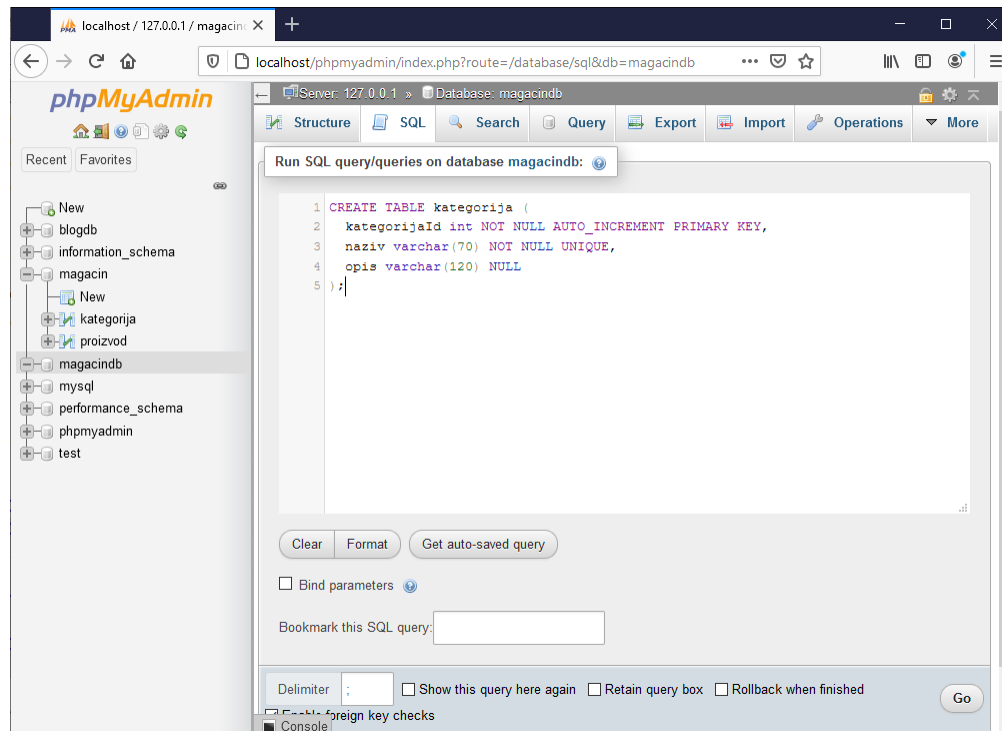 localhost / 127.0.0.1 / magacinc
localhost/phpmyadmin/index.php?route=/database/sql&db=magacindb
phpMyAdmin
Recent Favorites
New
blogdb
information_schema
magacin
New
kategorija
proizvod
magacindb
mysql
performance_schema
phpmyadmin
test
Server: 127.0.0.1 » Database: magacindb
Structure SQL Search Query Export Import Operations More
Run SQL query/queries on database magacindb:
1 CREATE TABLE kategorija (
2 kategorijaId int NOT NULL AUTO_INCREMENT PRIMARY KEY,
3 naziv varchar(70) NOT NULL UNIQUE,
4 opis varchar(120) NULL
5 );
Clear Format Get auto-saved query
Bind parameters
Bookmark this SQL query:
Delimiter ; Show this query here again Retain query box Rollback when finished
Go
Enable foreign key checks
Console